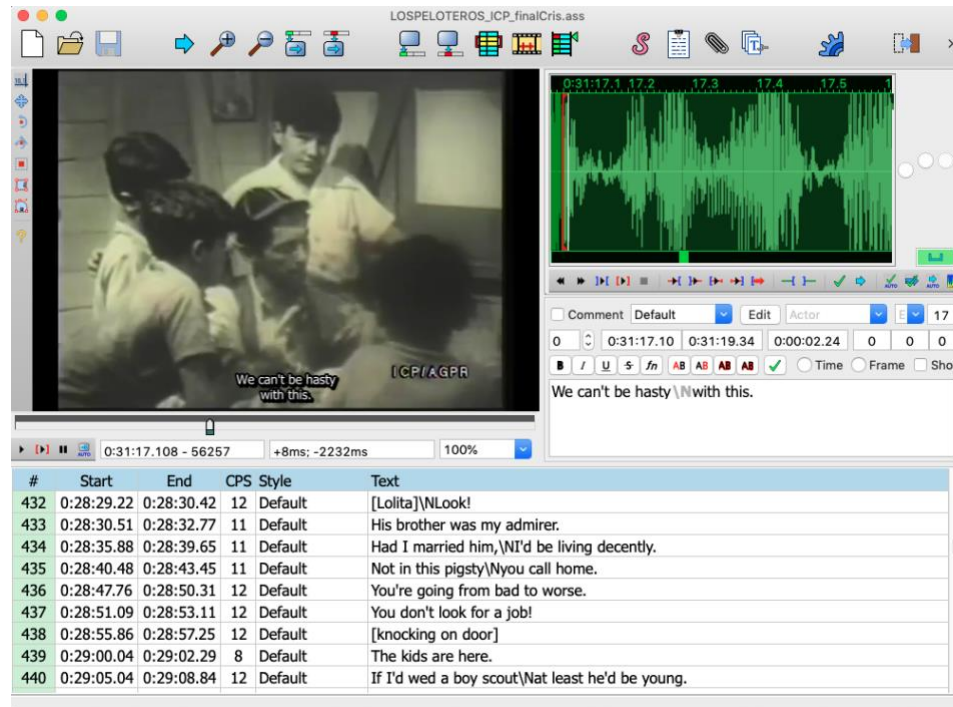 LOSPELOTEROS_ICP_finalCris.ass
0:31:17.1 17.2 17.3 17.4 17.5 1
We can't be hasty
with this.
ICP/AGPR
Comment Default Edit Actor E 17
0 0:31:17.10 0:31:19.34 0:00:02.24 0 0 0
B I U S fn AB AB AB AB Time Frame Sho
We can't be hasty\Nwith this.
0:31:17.108 - 56257 +8ms; -2232ms 100%
# Start End CPS Style Text
432 0:28:29.22 0:28:30.42 12 Default [Lolita]\NLook!
433 0:28:30.51 0:28:32.77 11 Default His brother was my admirer.
434 0:28:35.88 0:28:39.65 11 Default Had I married him,\NI'd be living decently.
435 0:28:40.48 0:28:43.45 11 Default Not in this pigsty\Nyou call home.
436 0:28:47.76 0:28:50.31 12 Default You're going from bad to worse.
437 0:28:51.09 0:28:53.11 12 Default You don't look for a job!
438 0:28:55.86 0:28:57.25 12 Default [knocking on door]
439 0:29:00.04 0:29:02.29 8 Default The kids are here.
440 0:29:05.04 0:29:08.84 12 Default If I'd wed a boy scout\Nat least he'd be young.